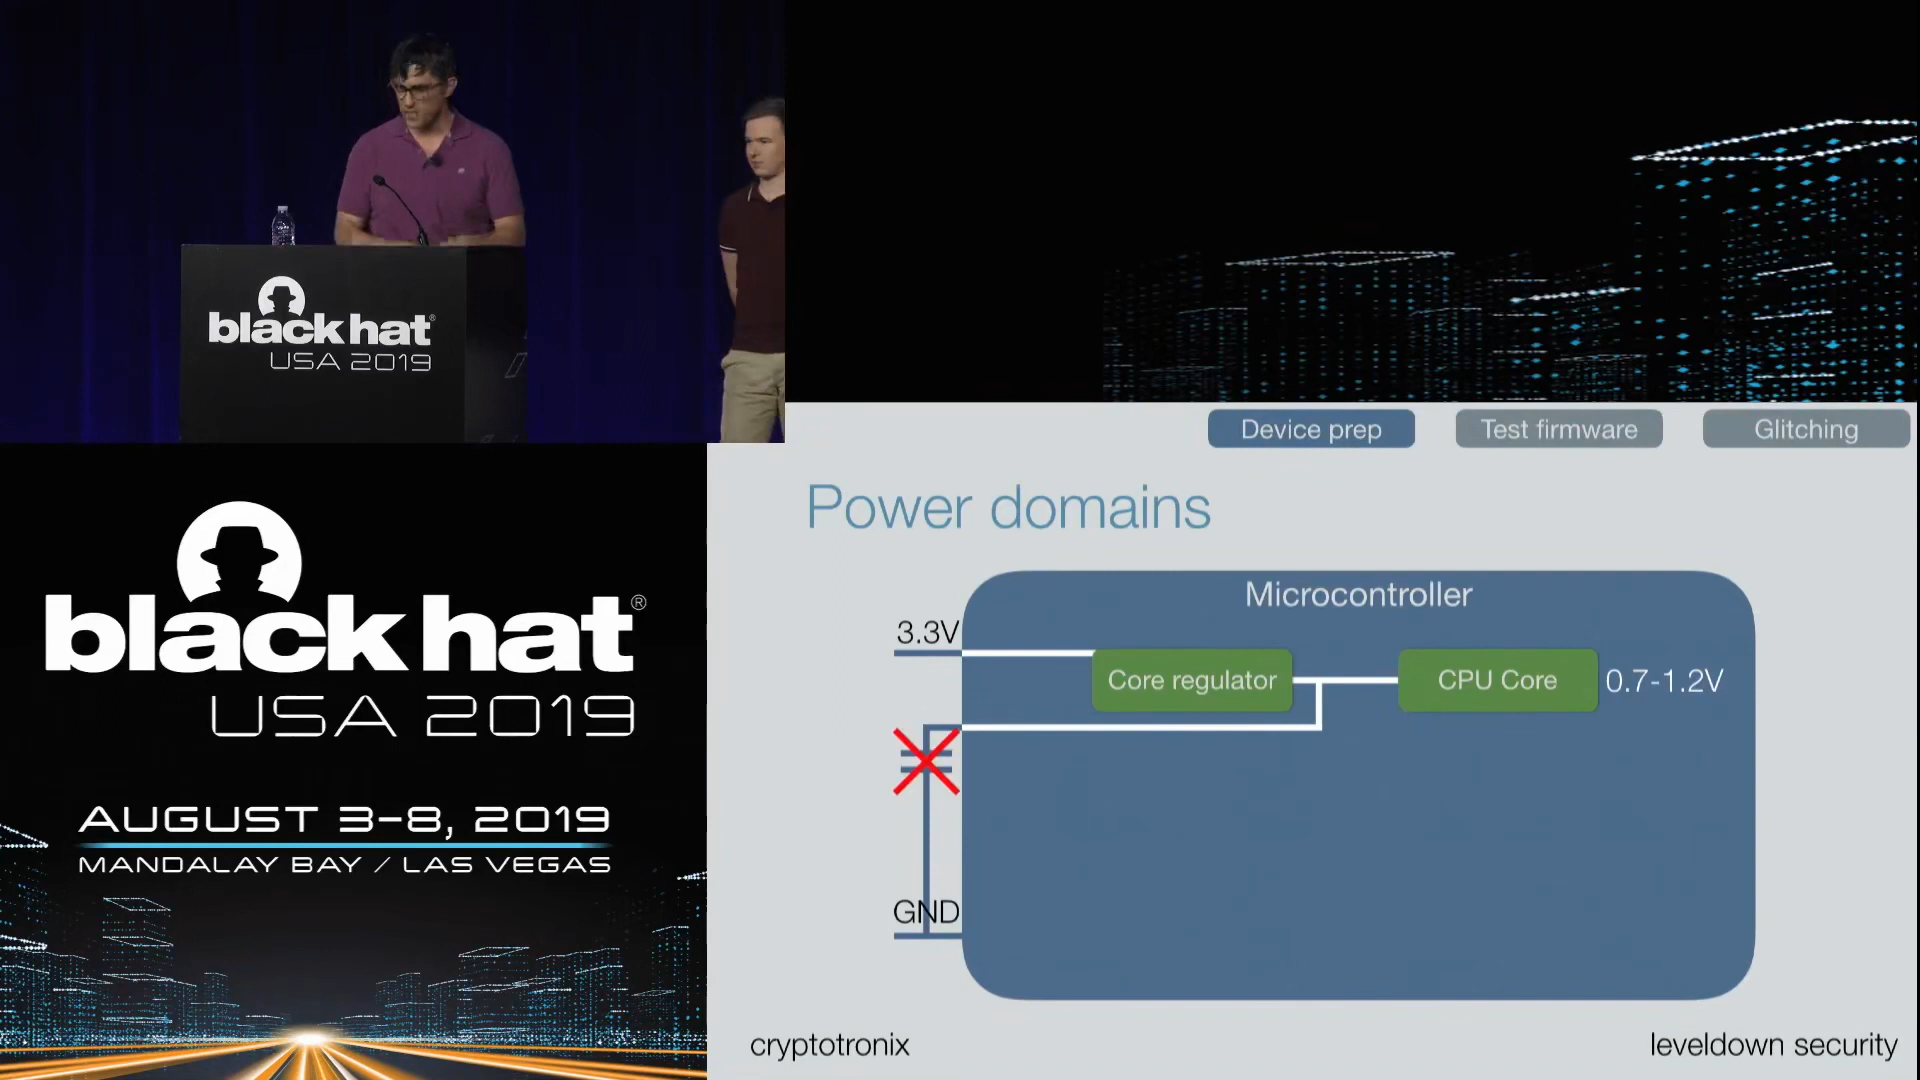 black hat®
USA 2019
black hat®
USA 2019
AUGUST 3–8, 2019
MANDALAY BAY / LAS VEGAS
Device prep
Test firmware
Glitching
Power domains
Microcontroller
3.3V
Core regulator
CPU Core
0.7-1.2V
GND
cryptotronix
leveldown security